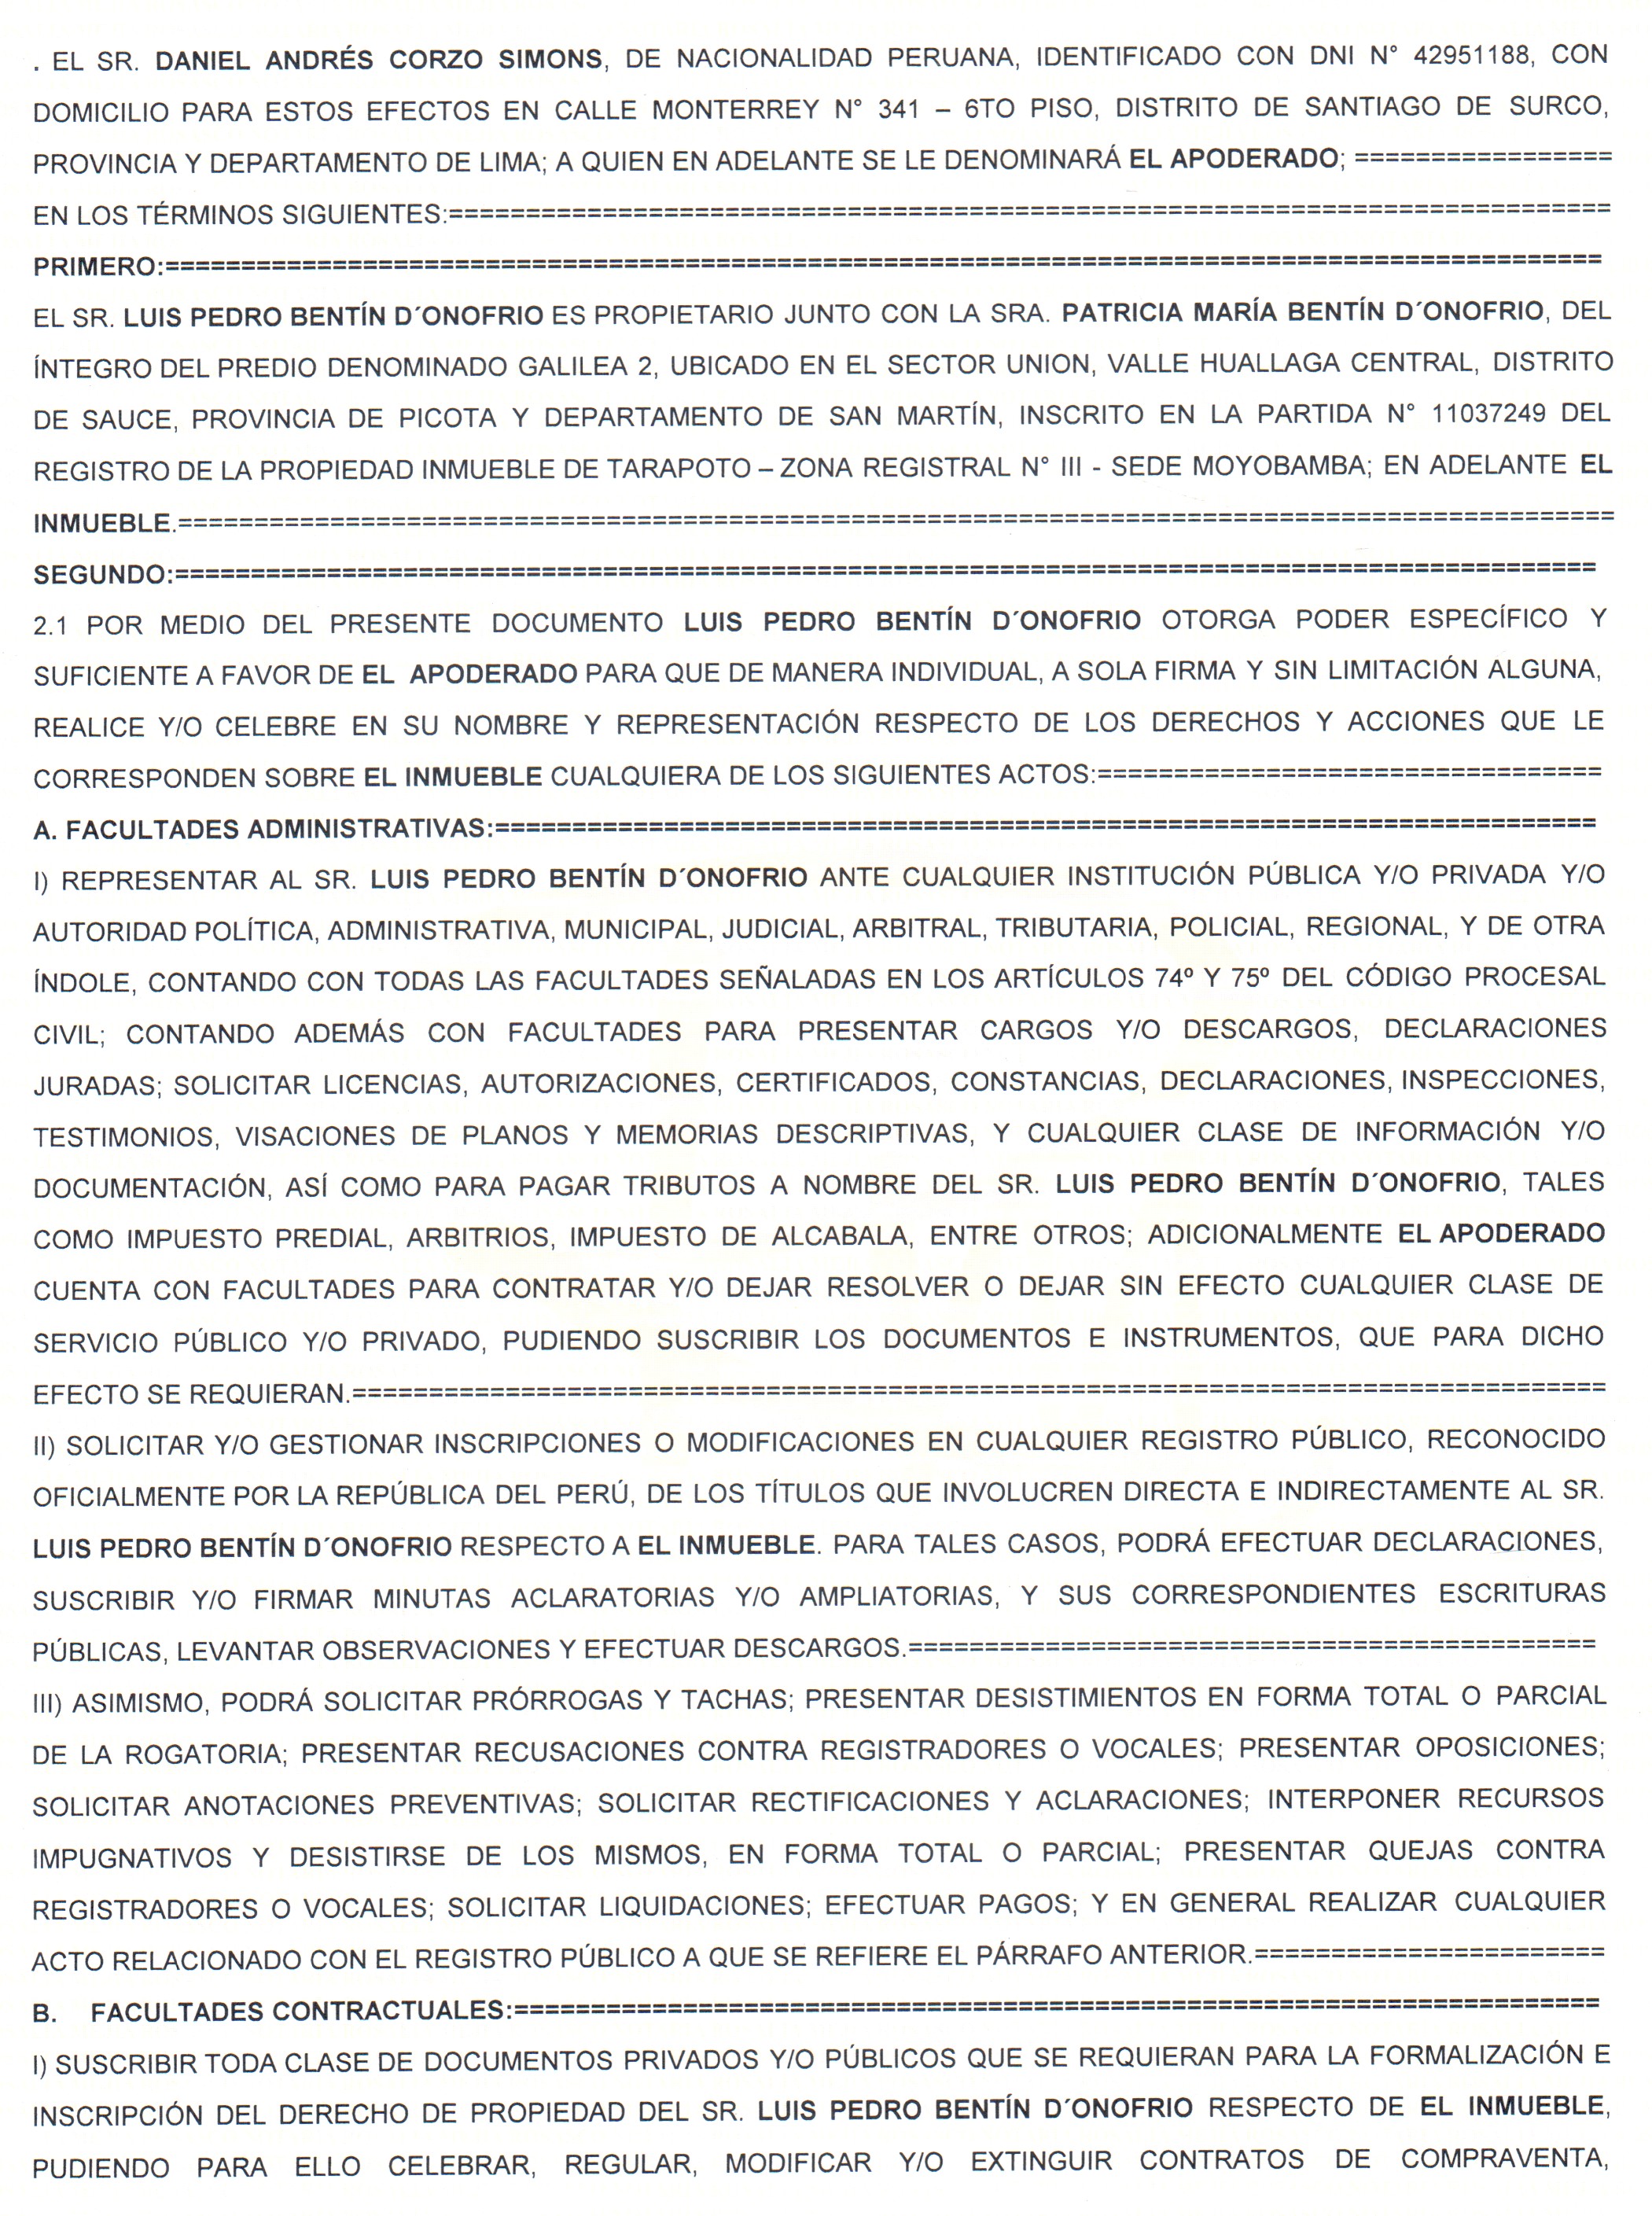 . EL SR. DANIEL ANDRÉS CORZO SIMONS, DE NACIONALIDAD PERUANA, IDENTIFICADO CON DNI N° 42951188, CON
DOMICILIO PARA ESTOS EFECTOS EN CALLE MONTERREY N° 341 – 6TO PISO, DISTRITO DE SANTIAGO DE SURCO,
PROVINCIA Y DEPARTAMENTO DE LIMA; A QUIEN EN ADELANTE SE LE DENOMINARÁ EL APODERADO; =================
EN LOS TÉRMINOS SIGUIENTES:============================================================================
PRIMERO:===============================================================================================
EL SR. LUIS PEDRO BENTÍN D´ONOFRIO ES PROPIETARIO JUNTO CON LA SRA. PATRICIA MARÍA BENTÍN D´ONOFRIO, DEL
ÍNTEGRO DEL PREDIO DENOMINADO GALILEA 2, UBICADO EN EL SECTOR UNION, VALLE HUALLAGA CENTRAL, DISTRITO
DE SAUCE, PROVINCIA DE PICOTA Y DEPARTAMENTO DE SAN MARTÍN, INSCRITO EN LA PARTIDA N° 11037249 DEL
REGISTRO DE LA PROPIEDAD INMUEBLE DE TARAPOTO – ZONA REGISTRAL N° III - SEDE MOYOBAMBA; EN ADELANTE EL
INMUEBLE.==============================================================================================
SEGUNDO:==============================================================================================
2.1 POR MEDIO DEL PRESENTE DOCUMENTO LUIS PEDRO BENTÍN D´ONOFRIO OTORGA PODER ESPECÍFICO Y
SUFICIENTE A FAVOR DE EL APODERADO PARA QUE DE MANERA INDIVIDUAL, A SOLA FIRMA Y SIN LIMITACIÓN ALGUNA,
REALICE Y/O CELEBRE EN SU NOMBRE Y REPRESENTACIÓN RESPECTO DE LOS DERECHOS Y ACCIONES QUE LE
CORRESPONDEN SOBRE EL INMUEBLE CUALQUIERA DE LOS SIGUIENTES ACTOS:=================================
A. FACULTADES ADMINISTRATIVAS:=========================================================================
I) REPRESENTAR AL SR. LUIS PEDRO BENTÍN D´ONOFRIO ANTE CUALQUIER INSTITUCIÓN PÚBLICA Y/O PRIVADA Y/O
AUTORIDAD POLÍTICA, ADMINISTRATIVA, MUNICIPAL, JUDICIAL, ARBITRAL, TRIBUTARIA, POLICIAL, REGIONAL, Y DE OTRA
ÍNDOLE, CONTANDO CON TODAS LAS FACULTADES SEÑALADAS EN LOS ARTÍCULOS 74º Y 75º DEL CÓDIGO PROCESAL
CIVIL; CONTANDO ADEMÁS CON FACULTADES PARA PRESENTAR CARGOS Y/O DESCARGOS, DECLARACIONES
JURADAS; SOLICITAR LICENCIAS, AUTORIZACIONES, CERTIFICADOS, CONSTANCIAS, DECLARACIONES, INSPECCIONES,
TESTIMONIOS, VISACIONES DE PLANOS Y MEMORIAS DESCRIPTIVAS, Y CUALQUIER CLASE DE INFORMACIÓN Y/O
DOCUMENTACIÓN, ASÍ COMO PARA PAGAR TRIBUTOS A NOMBRE DEL SR. LUIS PEDRO BENTÍN D´ONOFRIO, TALES
COMO IMPUESTO PREDIAL, ARBITRIOS, IMPUESTO DE ALCABALA, ENTRE OTROS; ADICIONALMENTE EL APODERADO
CUENTA CON FACULTADES PARA CONTRATAR Y/O DEJAR RESOLVER O DEJAR SIN EFECTO CUALQUIER CLASE DE
SERVICIO PÚBLICO Y/O PRIVADO, PUDIENDO SUSCRIBIR LOS DOCUMENTOS E INSTRUMENTOS, QUE PARA DICHO
EFECTO SE REQUIERAN.==================================================================================
II) SOLICITAR Y/O GESTIONAR INSCRIPCIONES O MODIFICACIONES EN CUALQUIER REGISTRO PÚBLICO, RECONOCIDO
OFICIALMENTE POR LA REPÚBLICA DEL PERÚ, DE LOS TÍTULOS QUE INVOLUCREN DIRECTA E INDIRECTAMENTE AL SR.
LUIS PEDRO BENTÍN D´ONOFRIO RESPECTO A EL INMUEBLE. PARA TALES CASOS, PODRÁ EFECTUAR DECLARACIONES,
SUSCRIBIR Y/O FIRMAR MINUTAS ACLARATORIAS Y/O AMPLIATORIAS, Y SUS CORRESPONDIENTES ESCRITURAS
PÚBLICAS, LEVANTAR OBSERVACIONES Y EFECTUAR DESCARGOS.=============================================
III) ASIMISMO, PODRÁ SOLICITAR PRÓRROGAS Y TACHAS; PRESENTAR DESISTIMIENTOS EN FORMA TOTAL O PARCIAL
DE LA ROGATORIA; PRESENTAR RECUSACIONES CONTRA REGISTRADORES O VOCALES; PRESENTAR OPOSICIONES;
SOLICITAR ANOTACIONES PREVENTIVAS; SOLICITAR RECTIFICACIONES Y ACLARACIONES; INTERPONER RECURSOS
IMPUGNATIVOS Y DESISTIRSE DE LOS MISMOS, EN FORMA TOTAL O PARCIAL; PRESENTAR QUEJAS CONTRA
REGISTRADORES O VOCALES; SOLICITAR LIQUIDACIONES; EFECTUAR PAGOS; Y EN GENERAL REALIZAR CUALQUIER
ACTO RELACIONADO CON EL REGISTRO PÚBLICO A QUE SE REFIERE EL PÁRRAFO ANTERIOR.=======================
B. FACULTADES CONTRACTUALES:========================================================================
I) SUSCRIBIR TODA CLASE DE DOCUMENTOS PRIVADOS Y/O PÚBLICOS QUE SE REQUIERAN PARA LA FORMALIZACIÓN E
INSCRIPCIÓN DEL DERECHO DE PROPIEDAD DEL SR. LUIS PEDRO BENTÍN D´ONOFRIO RESPECTO DE EL INMUEBLE,
PUDIENDO PARA ELLO CELEBRAR, REGULAR, MODIFICAR Y/O EXTINGUIR CONTRATOS DE COMPRAVENTA,